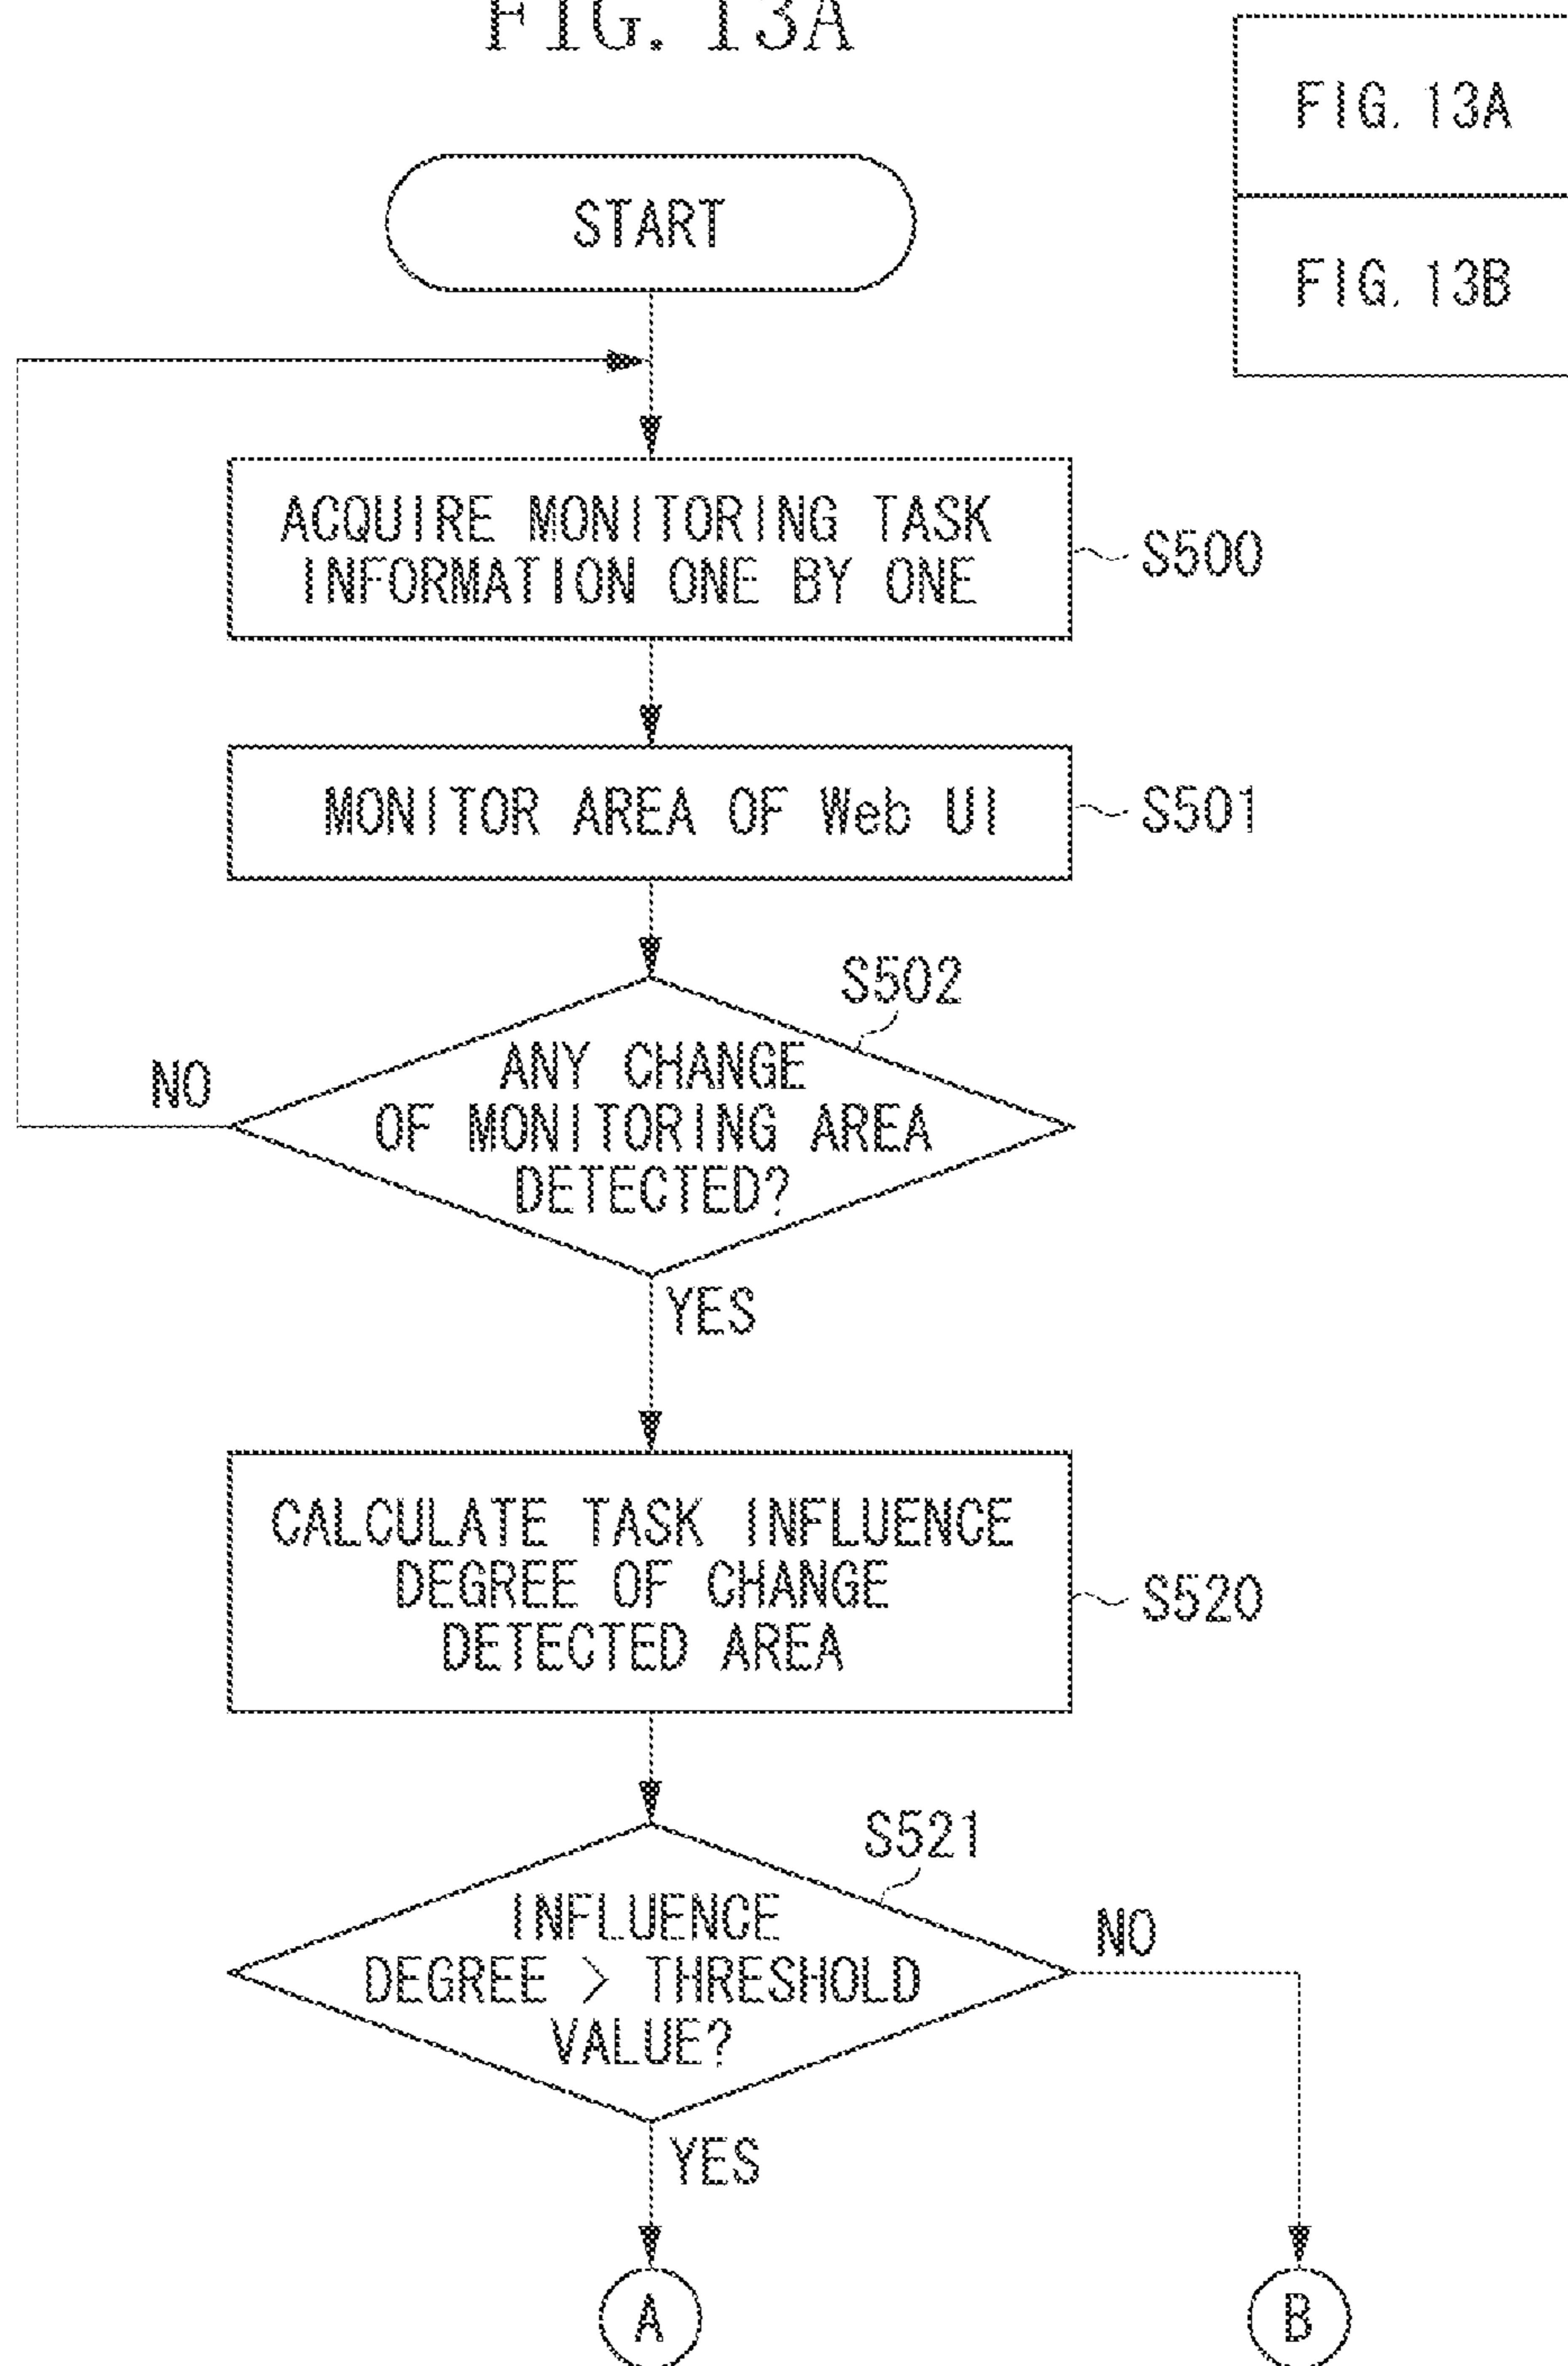 FIG. 13A
FIG. 13A
FIG. 13B
START
ACQUIRE MONITORING TASK
INFORMATION ONE BY ONE
S500
MONITOR AREA OF Web UI
S501
S502
ANY CHANGE
OF MONITORING AREA
DETECTED?
NO
YES
CALCULATE TASK INFLUENCE
DEGREE OF CHANGE
DETECTED AREA
S520
S521
INFLUENCE
DEGREE > THRESHOLD
VALUE?
NO
YES
A
B